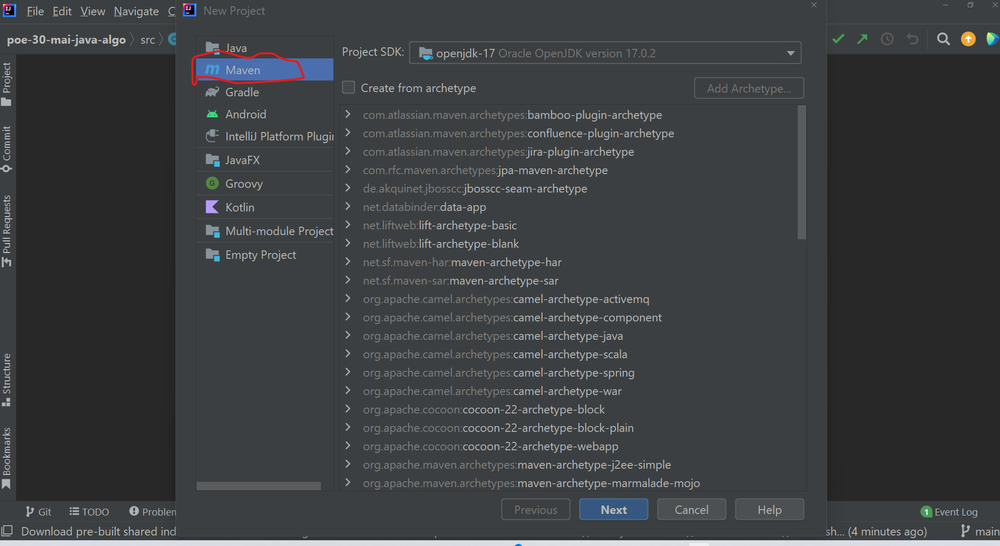 File Edit View Navigate C
New Project
poe-30-mai-java-algo src
Project
Commit
Pull Requests
Structure
Bookmarks
Java
Maven
Gradle
Android
IntelliJ Platform Plugin
JavaFX
Groovy
Kotlin
Multi-module Project
Empty Project
Project SDK: openjdk-17 Oracle OpenJDK version 17.0.2
Create from archetype Add Archetype...
com.atlassian.maven.archetypes:bamboo-plugin-archetype
com.atlassian.maven.archetypes:confluence-plugin-archetype
com.atlassian.maven.archetypes:jira-plugin-archetype
com.rfc.maven.archetypes:jpa-maven-archetype
de.akquinet.jbosscc:jbosscc-seam-archetype
net.databinder:data-app
net.liftweb:lift-archetype-basic
net.liftweb:lift-archetype-blank
net.sf.maven-har:maven-archetype-har
net.sf.maven-sar:maven-archetype-sar
org.apache.camel.archetypes:camel-archetype-activemq
org.apache.camel.archetypes:camel-archetype-component
org.apache.camel.archetypes:camel-archetype-java
org.apache.camel.archetypes:camel-archetype-scala
org.apache.camel.archetypes:camel-archetype-spring
org.apache.camel.archetypes:camel-archetype-war
org.apache.cocoon:cocoon-22-archetype-block
org.apache.cocoon:cocoon-22-archetype-block-plain
org.apache.cocoon:cocoon-22-archetype-webapp
org.apache.maven.archetypes:maven-archetype-j2ee-simple
org.apache.maven.archetypes:maven-archetype-marmalade-mojo
Previous Next Cancel Help
Git TODO Problem 1 Event Log
Download pre-built shared ind sh... (4 minutes ago) main